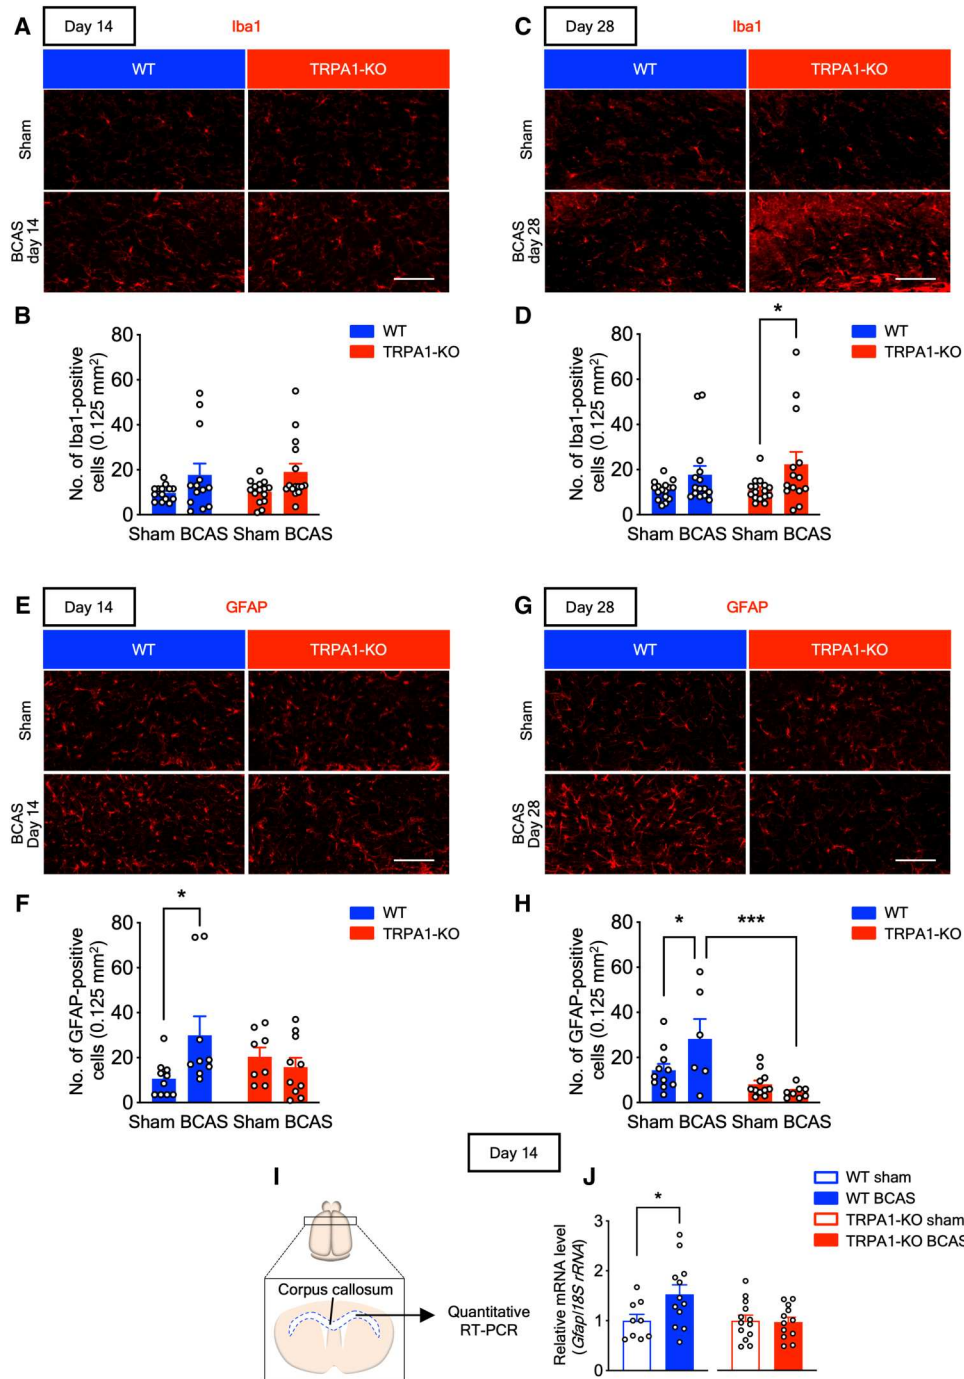 A Day 14 Iba1
WT TRPA1-KO
Sham
BCAS
day 14
C Day 28 Iba1
WT TRPA1-KO
Sham
BCAS
day 28
B
WT
TRPA1-KO
No. of Iba1-positive
cells (0.125 mm²)
80
60
40
20
0
Sham BCAS Sham BCAS
D
*
WT
TRPA1-KO
No. of Iba1-positive
cells (0.125 mm²)
80
60
40
20
0
Sham BCAS Sham BCAS
E Day 14 GFAP
WT TRPA1-KO
Sham
BCAS
Day 14
G Day 28 GFAP
WT TRPA1-KO
Sham
BCAS
Day 28
F
*
WT
TRPA1-KO
No. of GFAP-positive
cells (0.125 mm²)
80
60
40
20
0
Sham BCAS Sham BCAS
H
* ***
WT
TRPA1-KO
No. of GFAP-positive
cells (0.125 mm²)
80
60
40
20
0
Sham BCAS Sham BCAS
Day 14
I
Corpus callosum
Quantitative
RT-PCR
J
*
WT sham
WT BCAS
TRPA1-KO sham
TRPA1-KO BCAS
Relative mRNA level
(Gfap/18S rRNA)
3
2
1
0